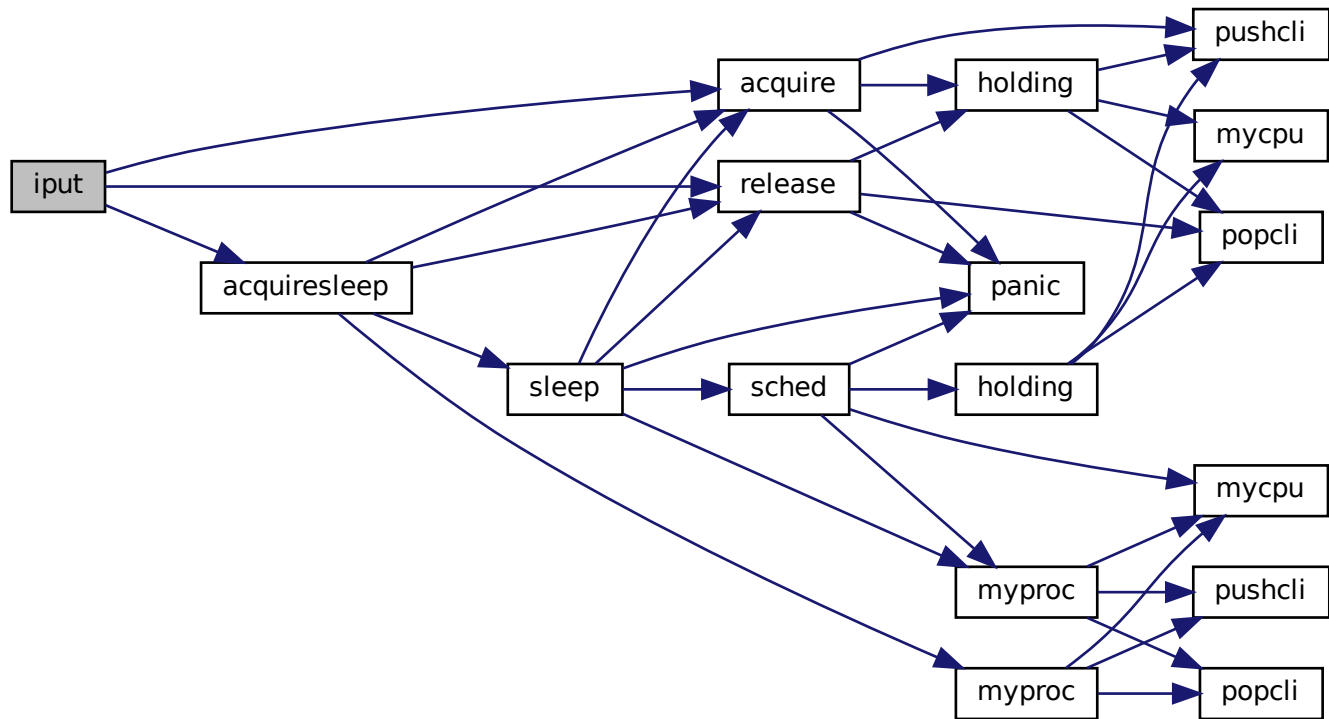 pushcli
acquire
holding
mycpu
iput
release
popcli
acquiresleep
panic
sleep
sched
holding
mycpu
myproc
pushcli
myproc
popcli